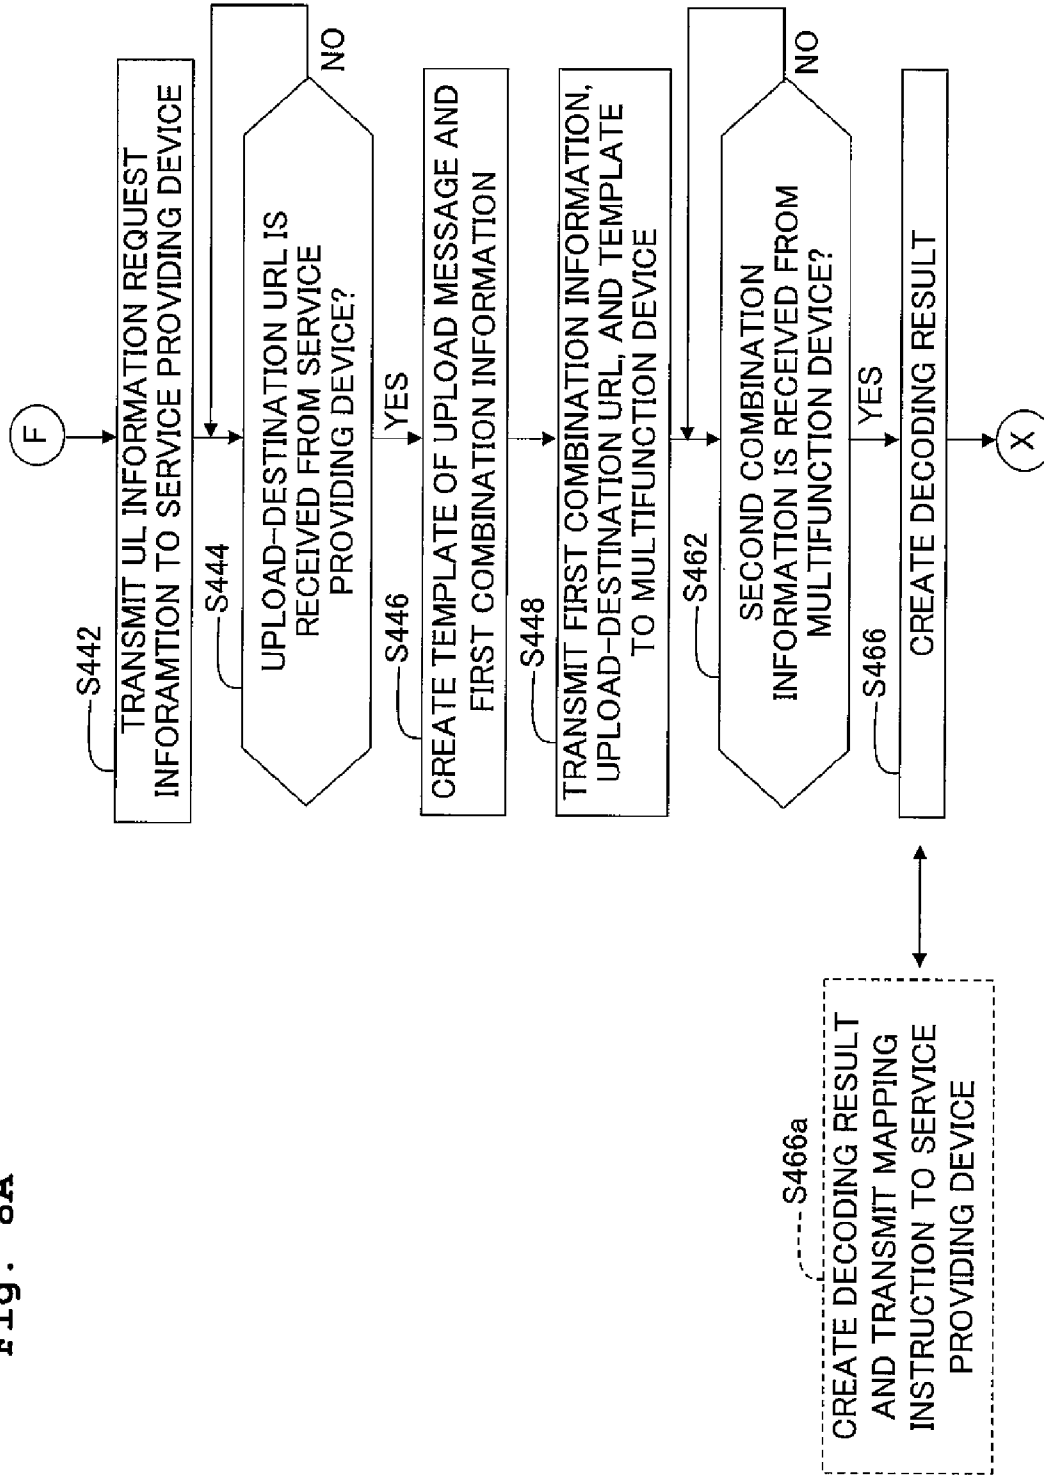 Fig. 8A
F
S442
TRANSMIT UL INFORMATION REQUEST
INFORAMTION TO SERVICE PROVIDING DEVICE
S444
UPLOAD-DESTINATION URL IS
RECEIVED FROM SERVICE
PROVIDING DEVICE?
NO
YES
S446
CREATE TEMPLATE OF UPLOAD MESSAGE AND
FIRST COMBINATION INFORMATION
S448
TRANSMIT FIRST COMBINATION INFORMATION,
UPLOAD-DESTINATION URL, AND TEMPLATE
TO MULTIFUNCTION DEVICE
S462
SECOND COMBINATION
INFORMATION IS RECEIVED FROM
MULTIFUNCTION DEVICE?
NO
YES
S466
CREATE DECODING RESULT
X
S466a
CREATE DECODING RESULT
AND TRANSMIT MAPPING
INSTRUCTION TO SERVICE
PROVIDING DEVICE